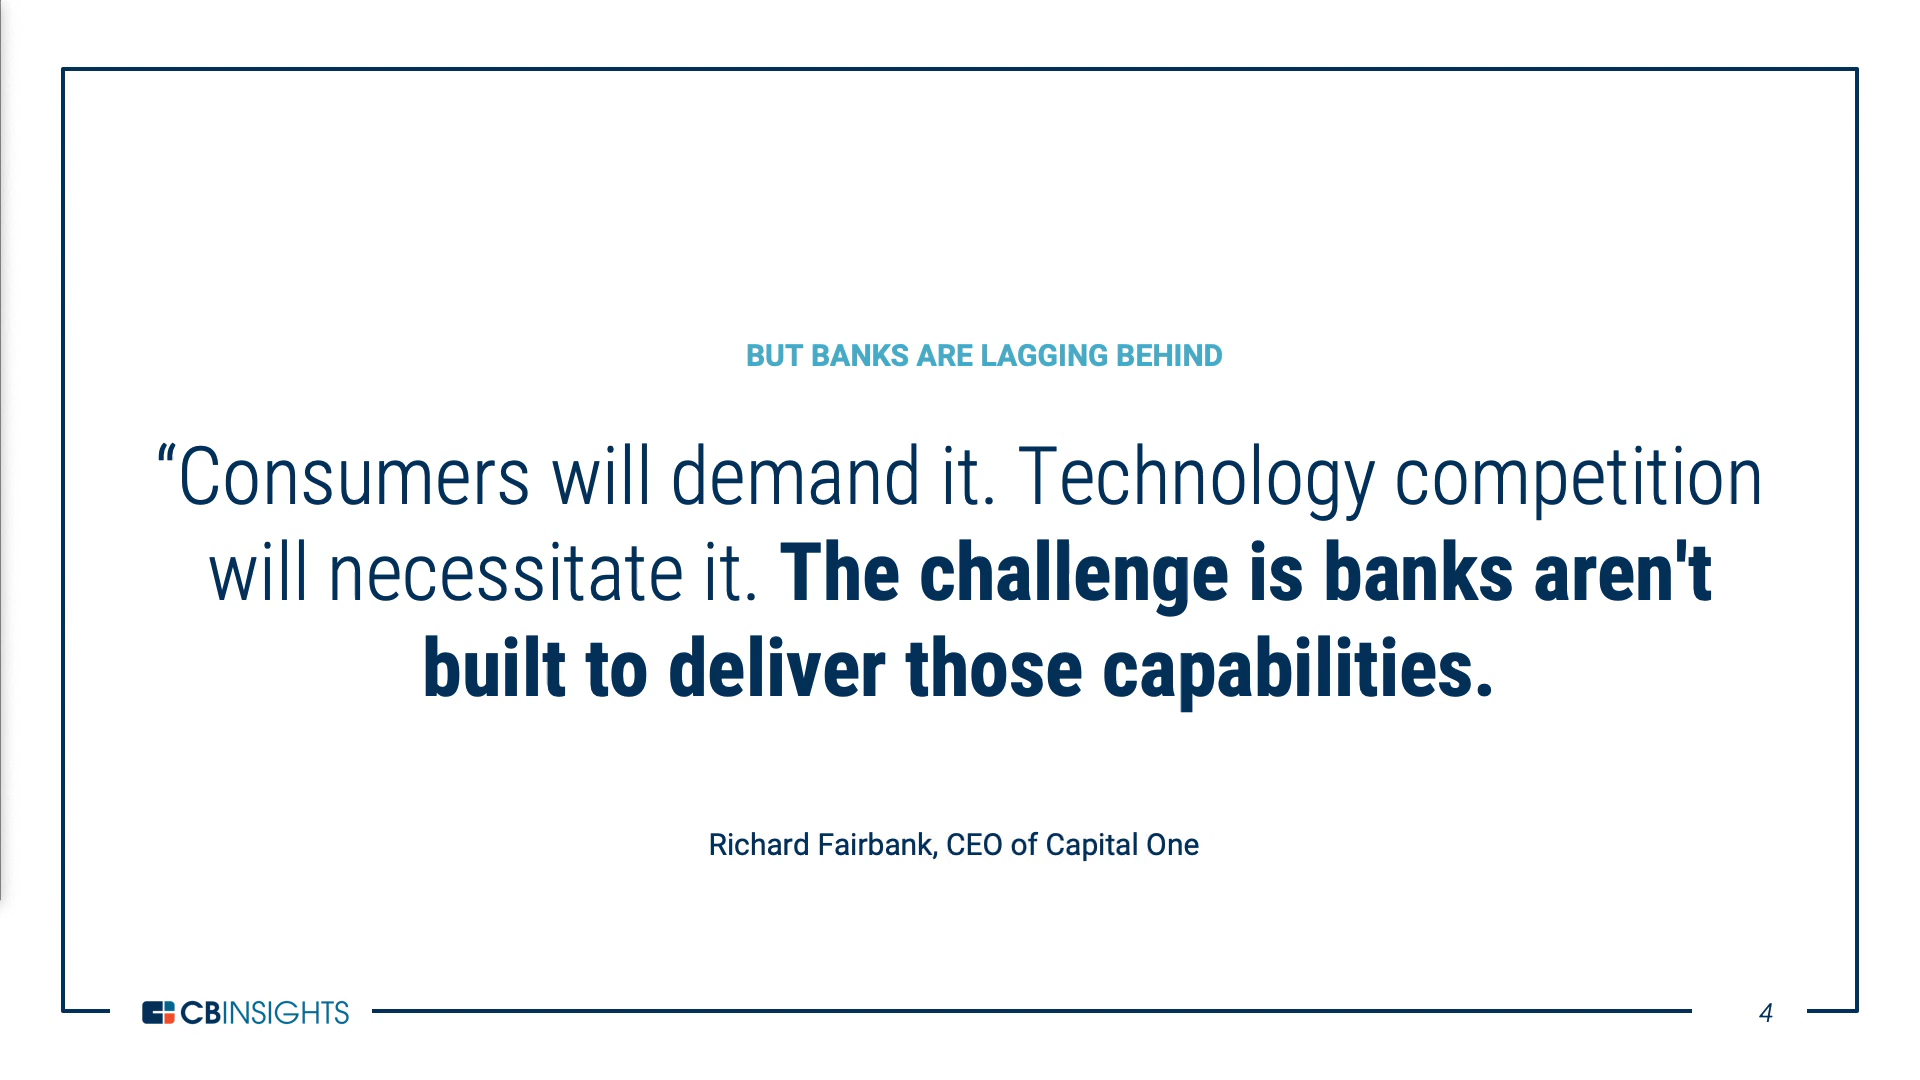 BUT BANKS ARE LAGGING BEHIND
“Consumers will demand it. Technology competition
will necessitate it. The challenge is banks aren't
built to deliver those capabilities.
Richard Fairbank, CEO of Capital One
CBINSIGHTS
4